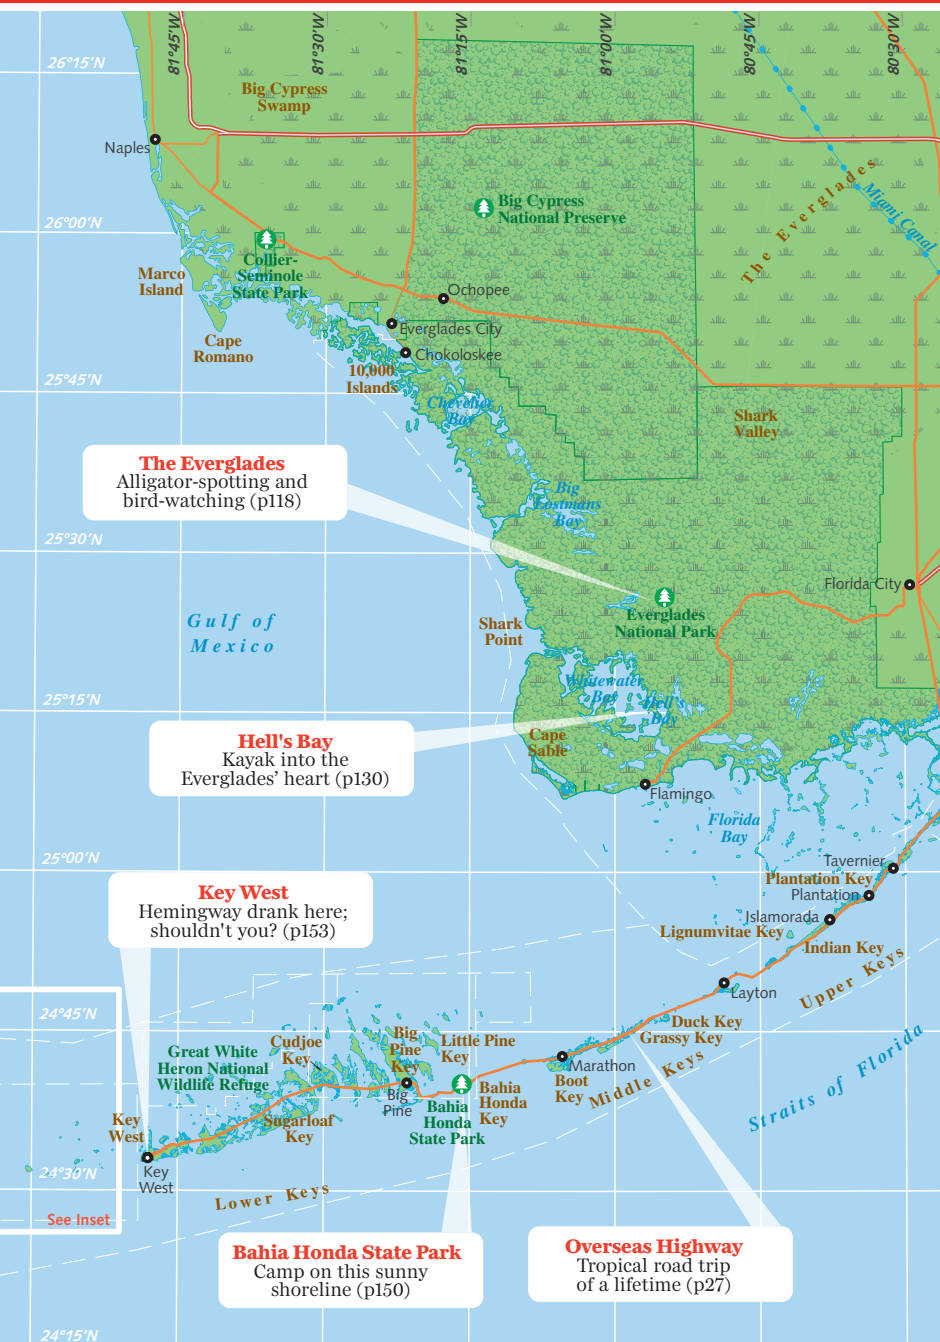 81°45'W
81°30'W
81°15'W
81°00'W
80°45'W
80°30'W
26°15'N
Big Cypress
Swamp
Naples
Big Cypress
National Preserve
The Everglades
Miami Canal
26°00'N
Collier-
Seminole
State Park
Marco
Island
Ochopee
Everglades City
Cape
Romano
Chokoloskee
10,000
Islands
25°45'N
Chevelier
Bay
Shark
Valley
The Everglades
Alligator-spotting and
bird-watching (p118)
Big
Lostmans
Bay
25°30'N
Florida City
Everglades
National Park
Gulf of
Mexico
Shark
Point
Whitewater
Bay
Hell's
Bay
25°15'N
Hell's Bay
Kayak into the
Everglades’ heart (p130)
Cape
Sable
Flamingo
Florida
Bay
25°00'N
Tavernier
Plantation Key
Plantation
Islamorada
Lignumvitae Key
Indian Key
Upper Keys
Key West
Hemingway drank here;
shouldn't you? (p153)
Layton
24°45'N
Duck Key
Grassy Key
Cudjoe
Key
Big
Pine
Key
Little Pine
Key
Great White
Heron National
Wildlife Refuge
Marathon
Middle Keys
Straits of Florida
Boot
Key
Bahia
Honda
Key
Big
Pine
Bahia
Honda
State Park
Sugarloaf
Key
Key
West
Key
West
24°30'N
Lower Keys
See Inset
Bahia Honda State Park
Camp on this sunny
shoreline (p150)
Overseas Highway
Tropical road trip
of a lifetime (p27)
24°15'N